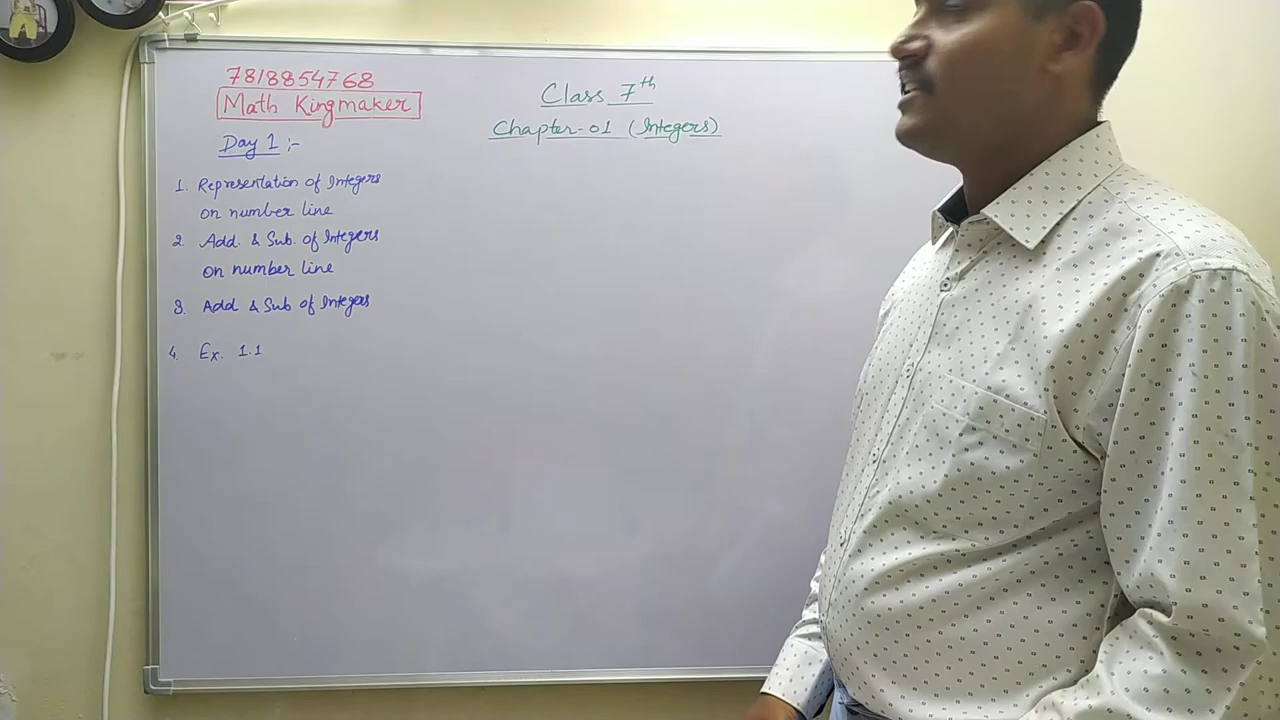 7818854768
Math Kingmaker
Class 7th
Chapter-01 (Integers)
Day 1 :-
1. Representation of Integers
on number line
2. Add. & Sub. of Integers
on number line
3. Add & Sub of Integers
4. Ex. 1.1